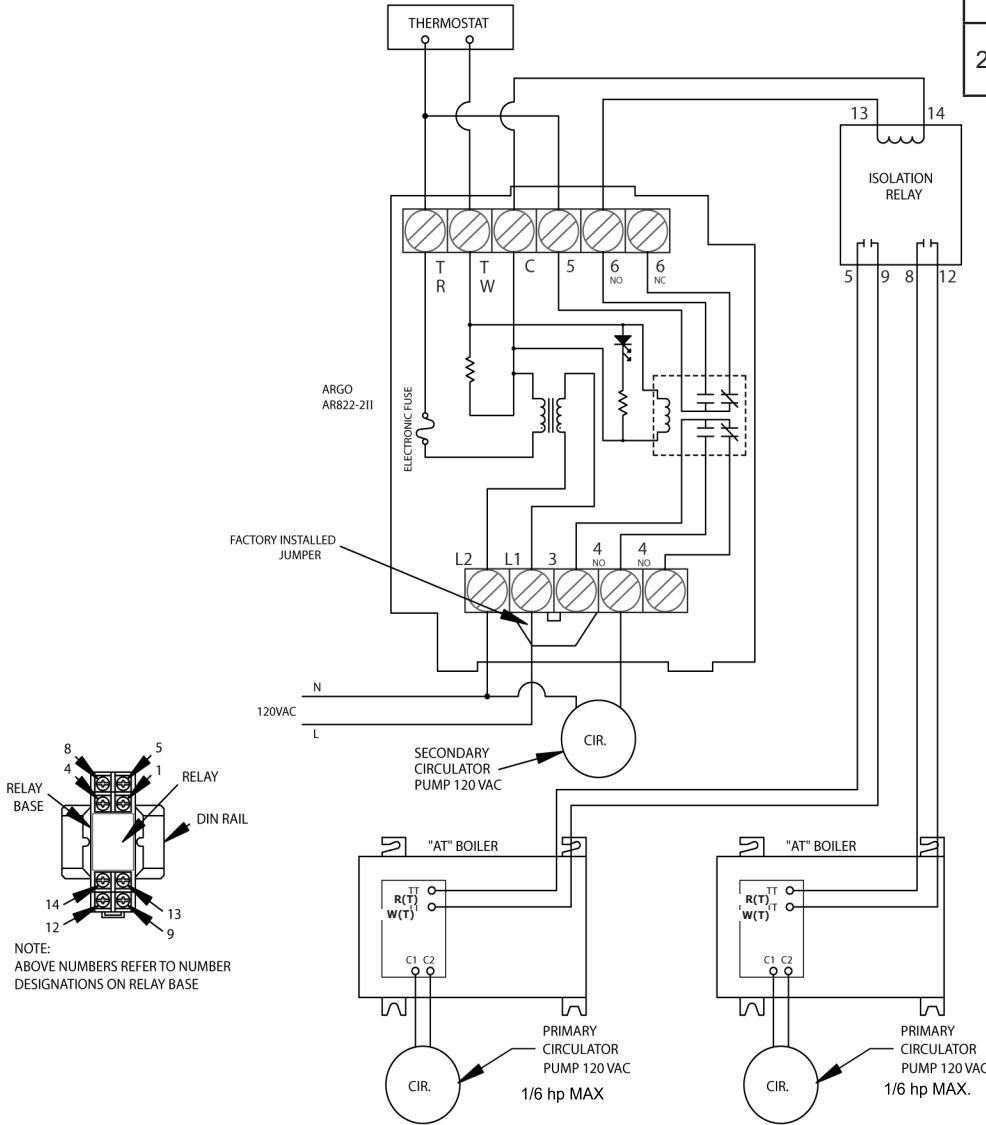 THERMOSTAT
2
13
14
ISOLATION
RELAY
5
9
8
12
T
R
T
W
C
5
6
NO
6
NC
ARGO
AR822-2II
ELECTRONIC FUSE
FACTORY INSTALLED
JUMPER
L2
L1
3
4
NO
4
NO
N
120VAC
L
CIR.
SECONDARY
CIRCULATOR
PUMP 120 VAC
8
5
4
1
RELAY
BASE
RELAY
DIN RAIL
14
13
12
9
NOTE:
ABOVE NUMBERS REFER TO NUMBER
DESIGNATIONS ON RELAY BASE
"AT" BOILER
TT
R(T)
W(T)
C1 C2
CIR.
PRIMARY
CIRCULATOR
PUMP 120 VAC
1/6 hp MAX
"AT" BOILER
TT
R(T)
W(T)
C1 C2
CIR.
PRIMARY
CIRCULATOR
PUMP 120 VAC
1/6 hp MAX.